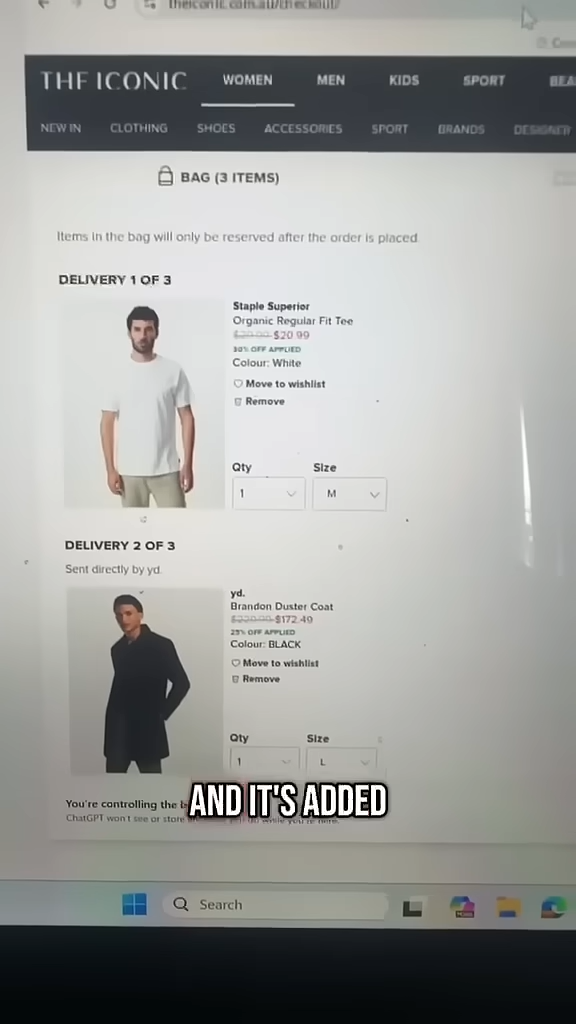 theiconic.com.au/checkout/
THE ICONIC
WOMEN
MEN
KIDS
SPORT
BEA
NEW IN
CLOTHING
SHOES
ACCESSORIES
SPORT
BRANDS
DESIGNER
BAG (3 ITEMS)
Items in the bag will only be reserved after the order is placed
DELIVERY 1 OF 3
Staple Superior
Organic Regular Fit Tee
$20.99
30% OFF APPLIED
Colour: White
Move to wishlist
Remove
Qty
Size
1
M
DELIVERY 2 OF 3
Sent directly by yd.
yd.
Brandon Duster Coat
$172.49
25% OFF APPLIED
Colour: BLACK
Move to wishlist
Remove
Qty
Size
1
L
You're controlling the b
AND IT'S ADDED
ChatGPT won't see or store
Search